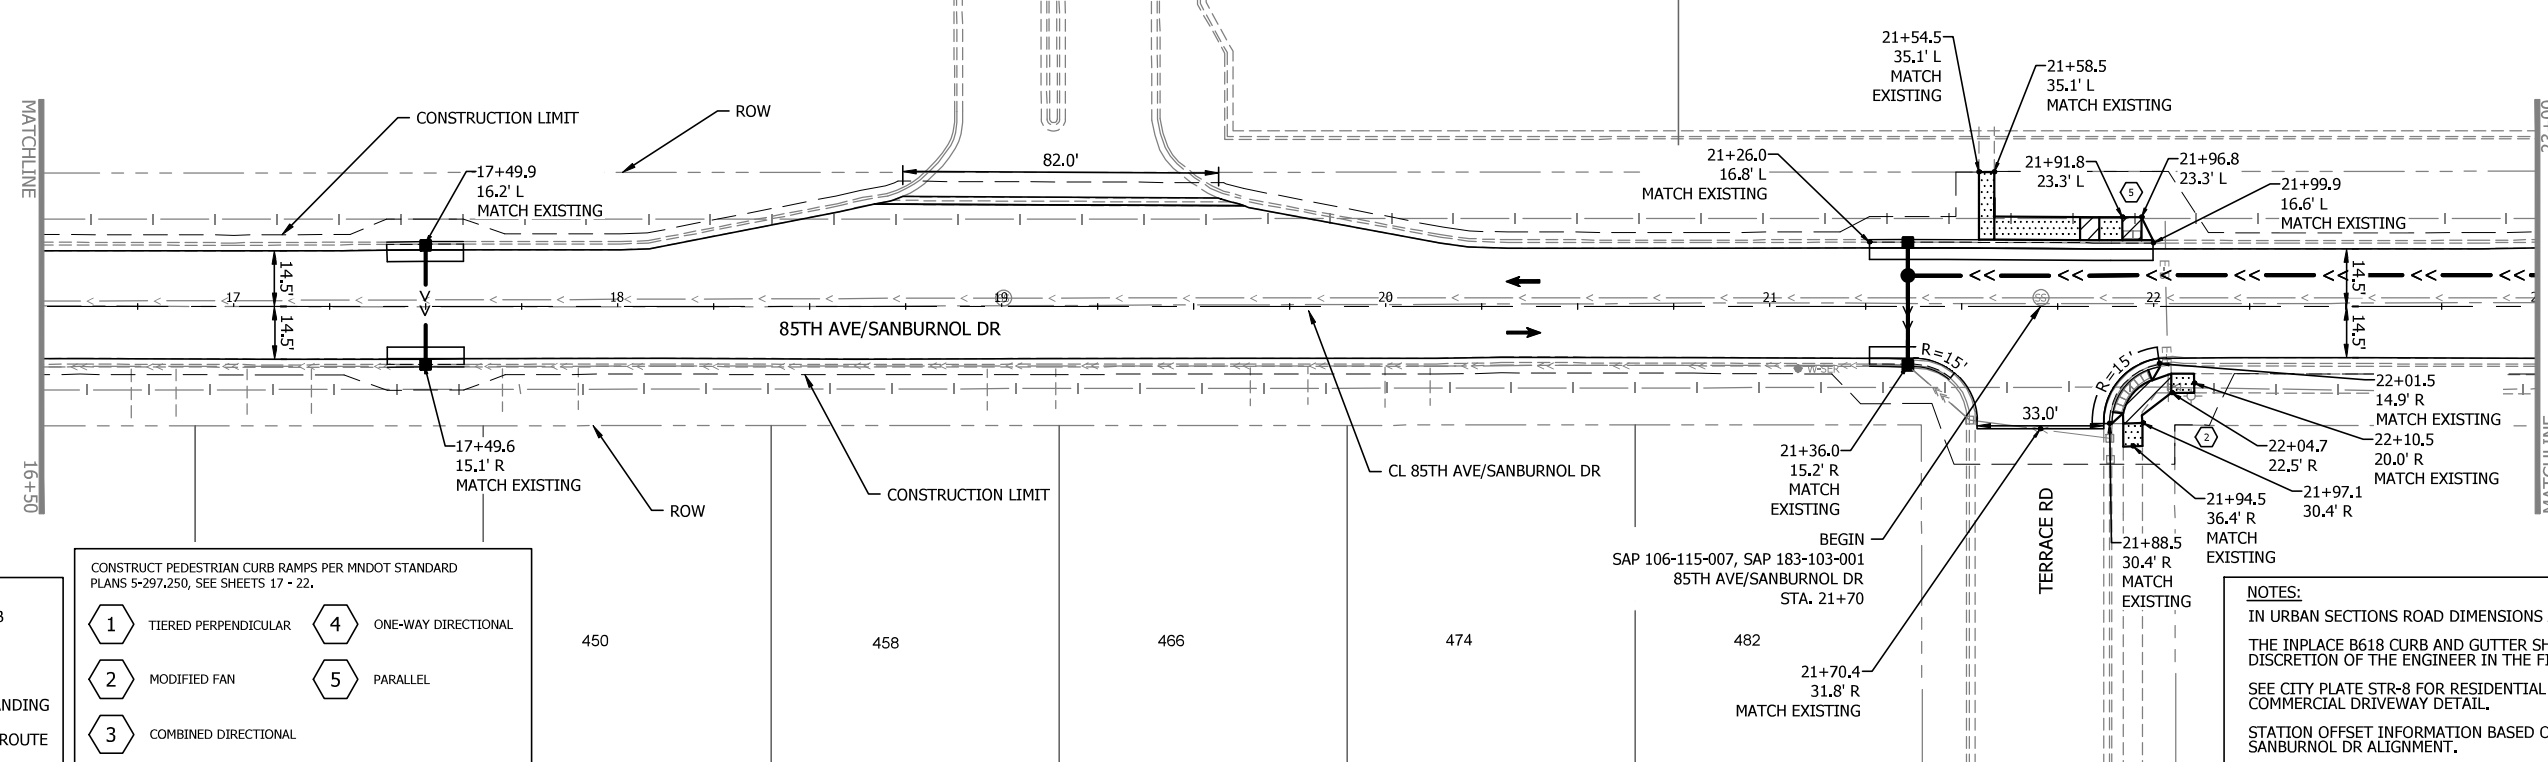 MATCHLINE
16+50
CONSTRUCTION LIMIT
ROW
17+49.9
16.2' L
MATCH EXISTING
82.0'
21+54.5
35.1' L
MATCH
EXISTING
21+58.5
35.1' L
MATCH EXISTING
21+26.0
16.8' L
MATCH EXISTING
21+91.8
23.3' L
5
21+96.8
23.3' L
21+99.9
16.6' L
MATCH EXISTING
14.5'
14.5'
17
18
19
20
21
SS
22
14.5'
14.5'
85TH AVE/SANBURNOL DR
W-SER
R=15'
R=15'
33.0'
17+49.6
15.1' R
MATCH EXISTING
ROW
CONSTRUCTION LIMIT
CL 85TH AVE/SANBURNOL DR
21+36.0
15.2' R
MATCH
EXISTING
BEGIN
SAP 106-115-007, SAP 183-103-001
85TH AVE/SANBURNOL DR
STA. 21+70
21+70.4
31.8' R
MATCH EXISTING
TERRACE RD
22+01.5
14.9' R
MATCH EXISTING
22+10.5
20.0' R
MATCH EXISTING
22+04.7
22.5' R
2
21+97.1
30.4' R
21+94.5
36.4' R
MATCH
EXISTING
21+88.5
30.4' R
MATCH
EXISTING
MATCHLINE
450
458
466
474
482
ANDING
ROUTE
CONSTRUCT PEDESTRIAN CURB RAMPS PER MNDOT STANDARD
PLANS 5-297.250, SEE SHEETS 17 - 22.
1 TIERED PERPENDICULAR
4 ONE-WAY DIRECTIONAL
2 MODIFIED FAN
5 PARALLEL
3 COMBINED DIRECTIONAL
NOTES:
IN URBAN SECTIONS ROAD DIMENSIONS
THE INPLACE B618 CURB AND GUTTER SH
DISCRETION OF THE ENGINEER IN THE FI
SEE CITY PLATE STR-8 FOR RESIDENTIAL
COMMERCIAL DRIVEWAY DETAIL.
STATION OFFSET INFORMATION BASED O
SANBURNOL DR ALIGNMENT.